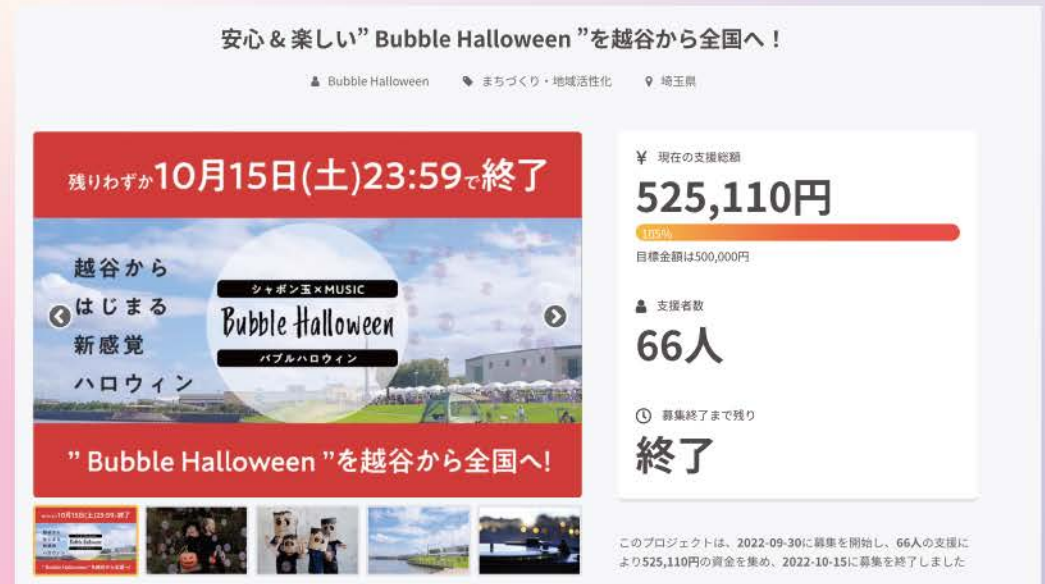 安心 & 楽しい” Bubble Halloween ”を越谷から全国へ！
Bubble Halloween まちづくり・地域活性化 埼玉県
残りわずか10月15日(土)23:59で終了
越谷から
はじまる
新感覚
ハロウィン
シャボン玉×MUSIC
Bubble Halloween
バブルハロウィン
” Bubble Halloween ”を越谷から全国へ!
¥ 現在の支援総額
525,110円
105%
目標金額は500,000円
支援者数
66人
募集終了まで残り
終了
このプロジェクトは、2022-09-30に募集を開始し、66人の支援に
より525,110円の資金を集め、2022-10-15に募集を終了しました